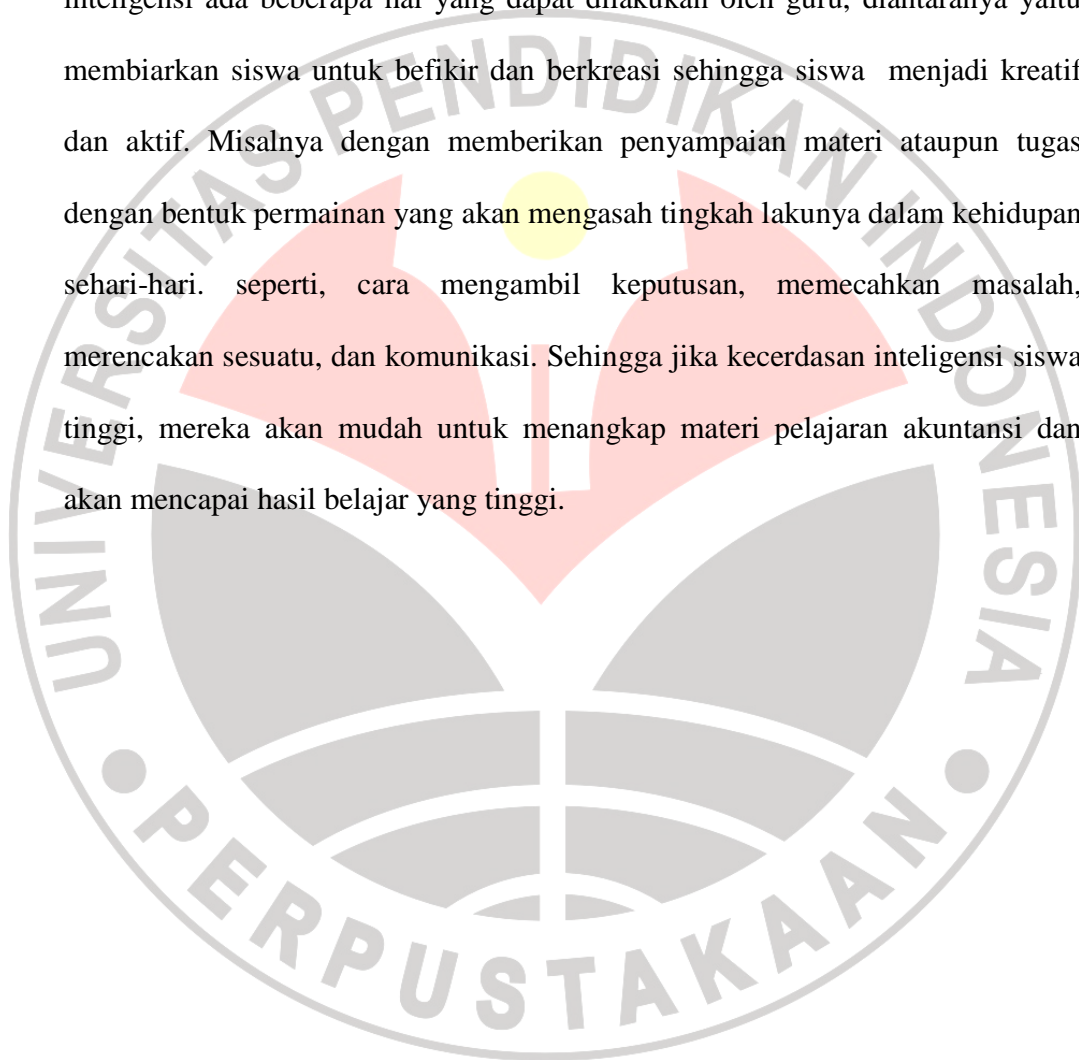 inteligensi ada beberapa hal yang dapat dilakukan oleh guru, diantaranya yaitu
membiarkan siswa untuk befikir dan berkreasi sehingga siswa menjadi kreatif
dan aktif. Misalnya dengan memberikan penyampaian materi ataupun tugas
dengan bentuk permainan yang akan mengasah tingkah lakunya dalam kehidupan
sehari-hari. seperti, cara mengambil keputusan, memecahkan masalah,
merencakan sesuatu, dan komunikasi. Sehingga jika kecerdasan inteligensi siswa
tinggi, mereka akan mudah untuk menangkap materi pelajaran akuntansi dan
akan mencapai hasil belajar yang tinggi.
UNIVERSITAS PENDIDIKAN INDONESIA
PERPUSTAKAAN